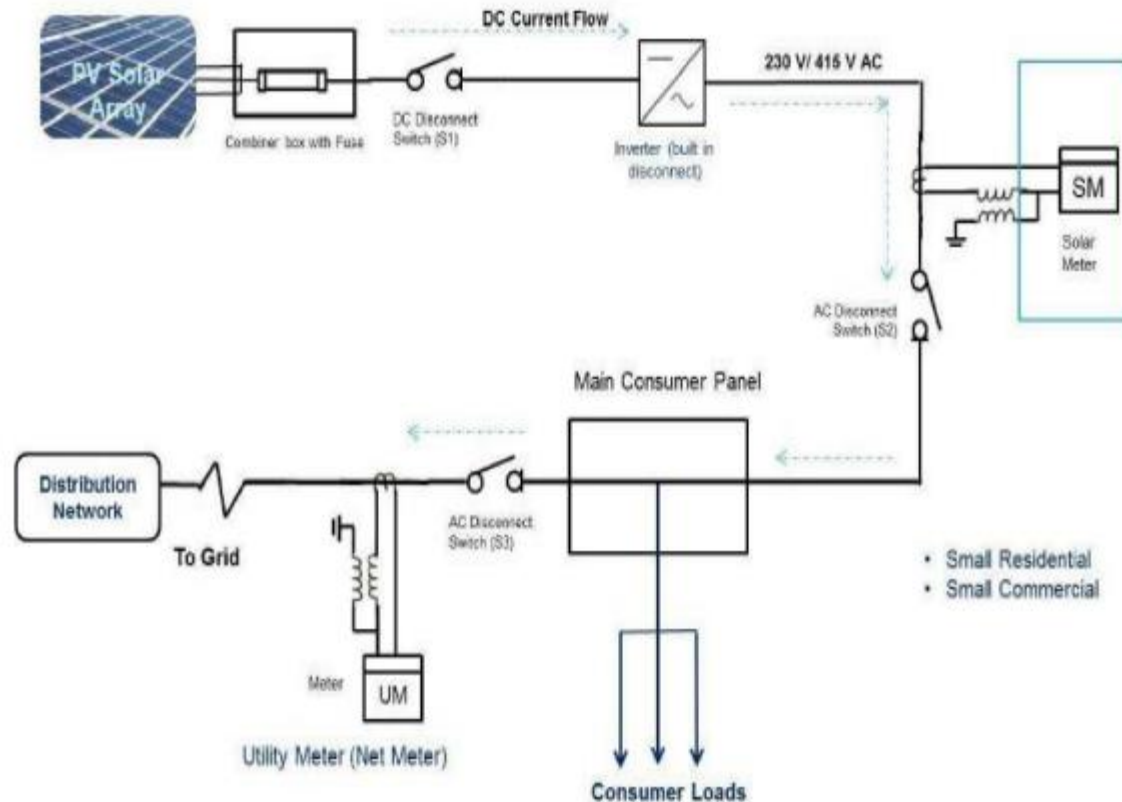 PV Solar
Array
Combiner box with Fuse
DC Disconnect
Switch (S1)
DC Current Flow
Inverter (built in
disconnect)
230 V/ 415 V AC
SM
Solar
Meter
AC Disconnect
Switch (S2)
Main Consumer Panel
Distribution
Network
To Grid
AC Disconnect
Switch (S3)
Meter
UM
Utility Meter (Net Meter)
Consumer Loads
• Small Residential
• Small Commercial